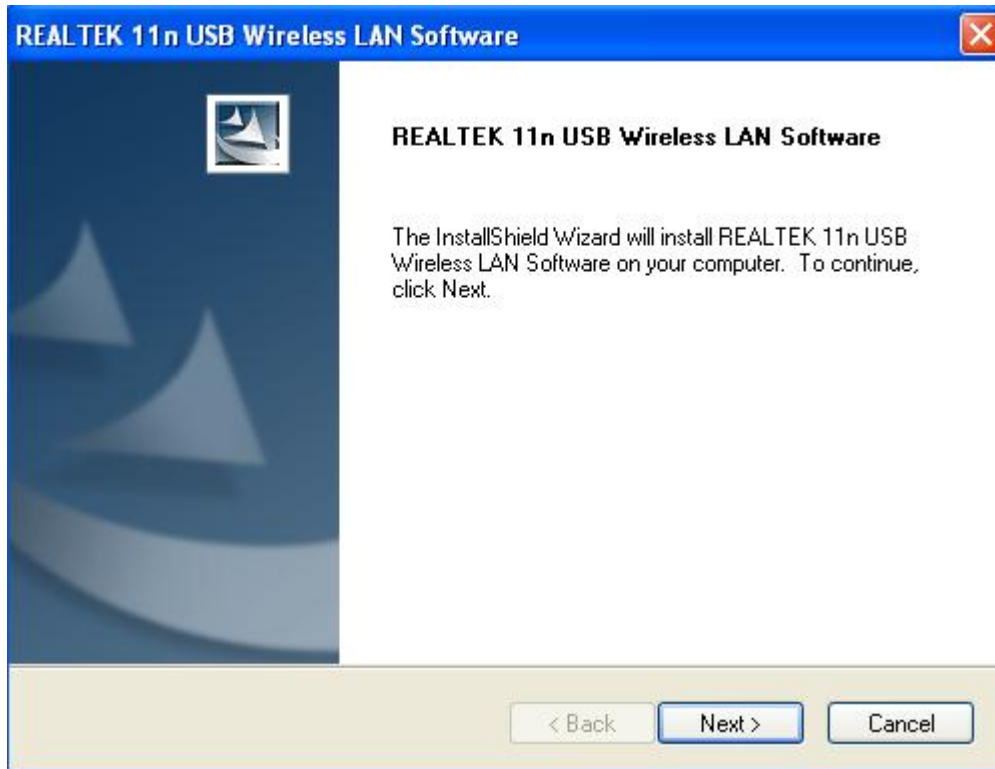 REALTEK 11n USB Wireless LAN Software
REALTEK 11n USB Wireless LAN Software
The InstallShield Wizard will install REALTEK 11n USB
Wireless LAN Software on your computer. To continue,
click Next.
< Back
Next >
Cancel